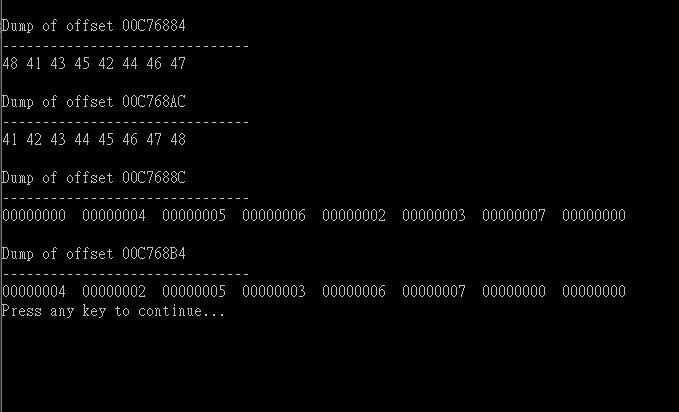 Dump of offset 00C76884
-------------------------------
48 41 43 45 42 44 46 47
Dump of offset 00C768AC
-------------------------------
41 42 43 44 45 46 47 48
Dump of offset 00C7688C
-------------------------------
00000000  00000004  00000005  00000006  00000002  00000003  00000007  00000000
Dump of offset 00C768B4
-------------------------------
00000004  00000002  00000005  00000003  00000006  00000007  00000000  00000000
Press any key to continue...